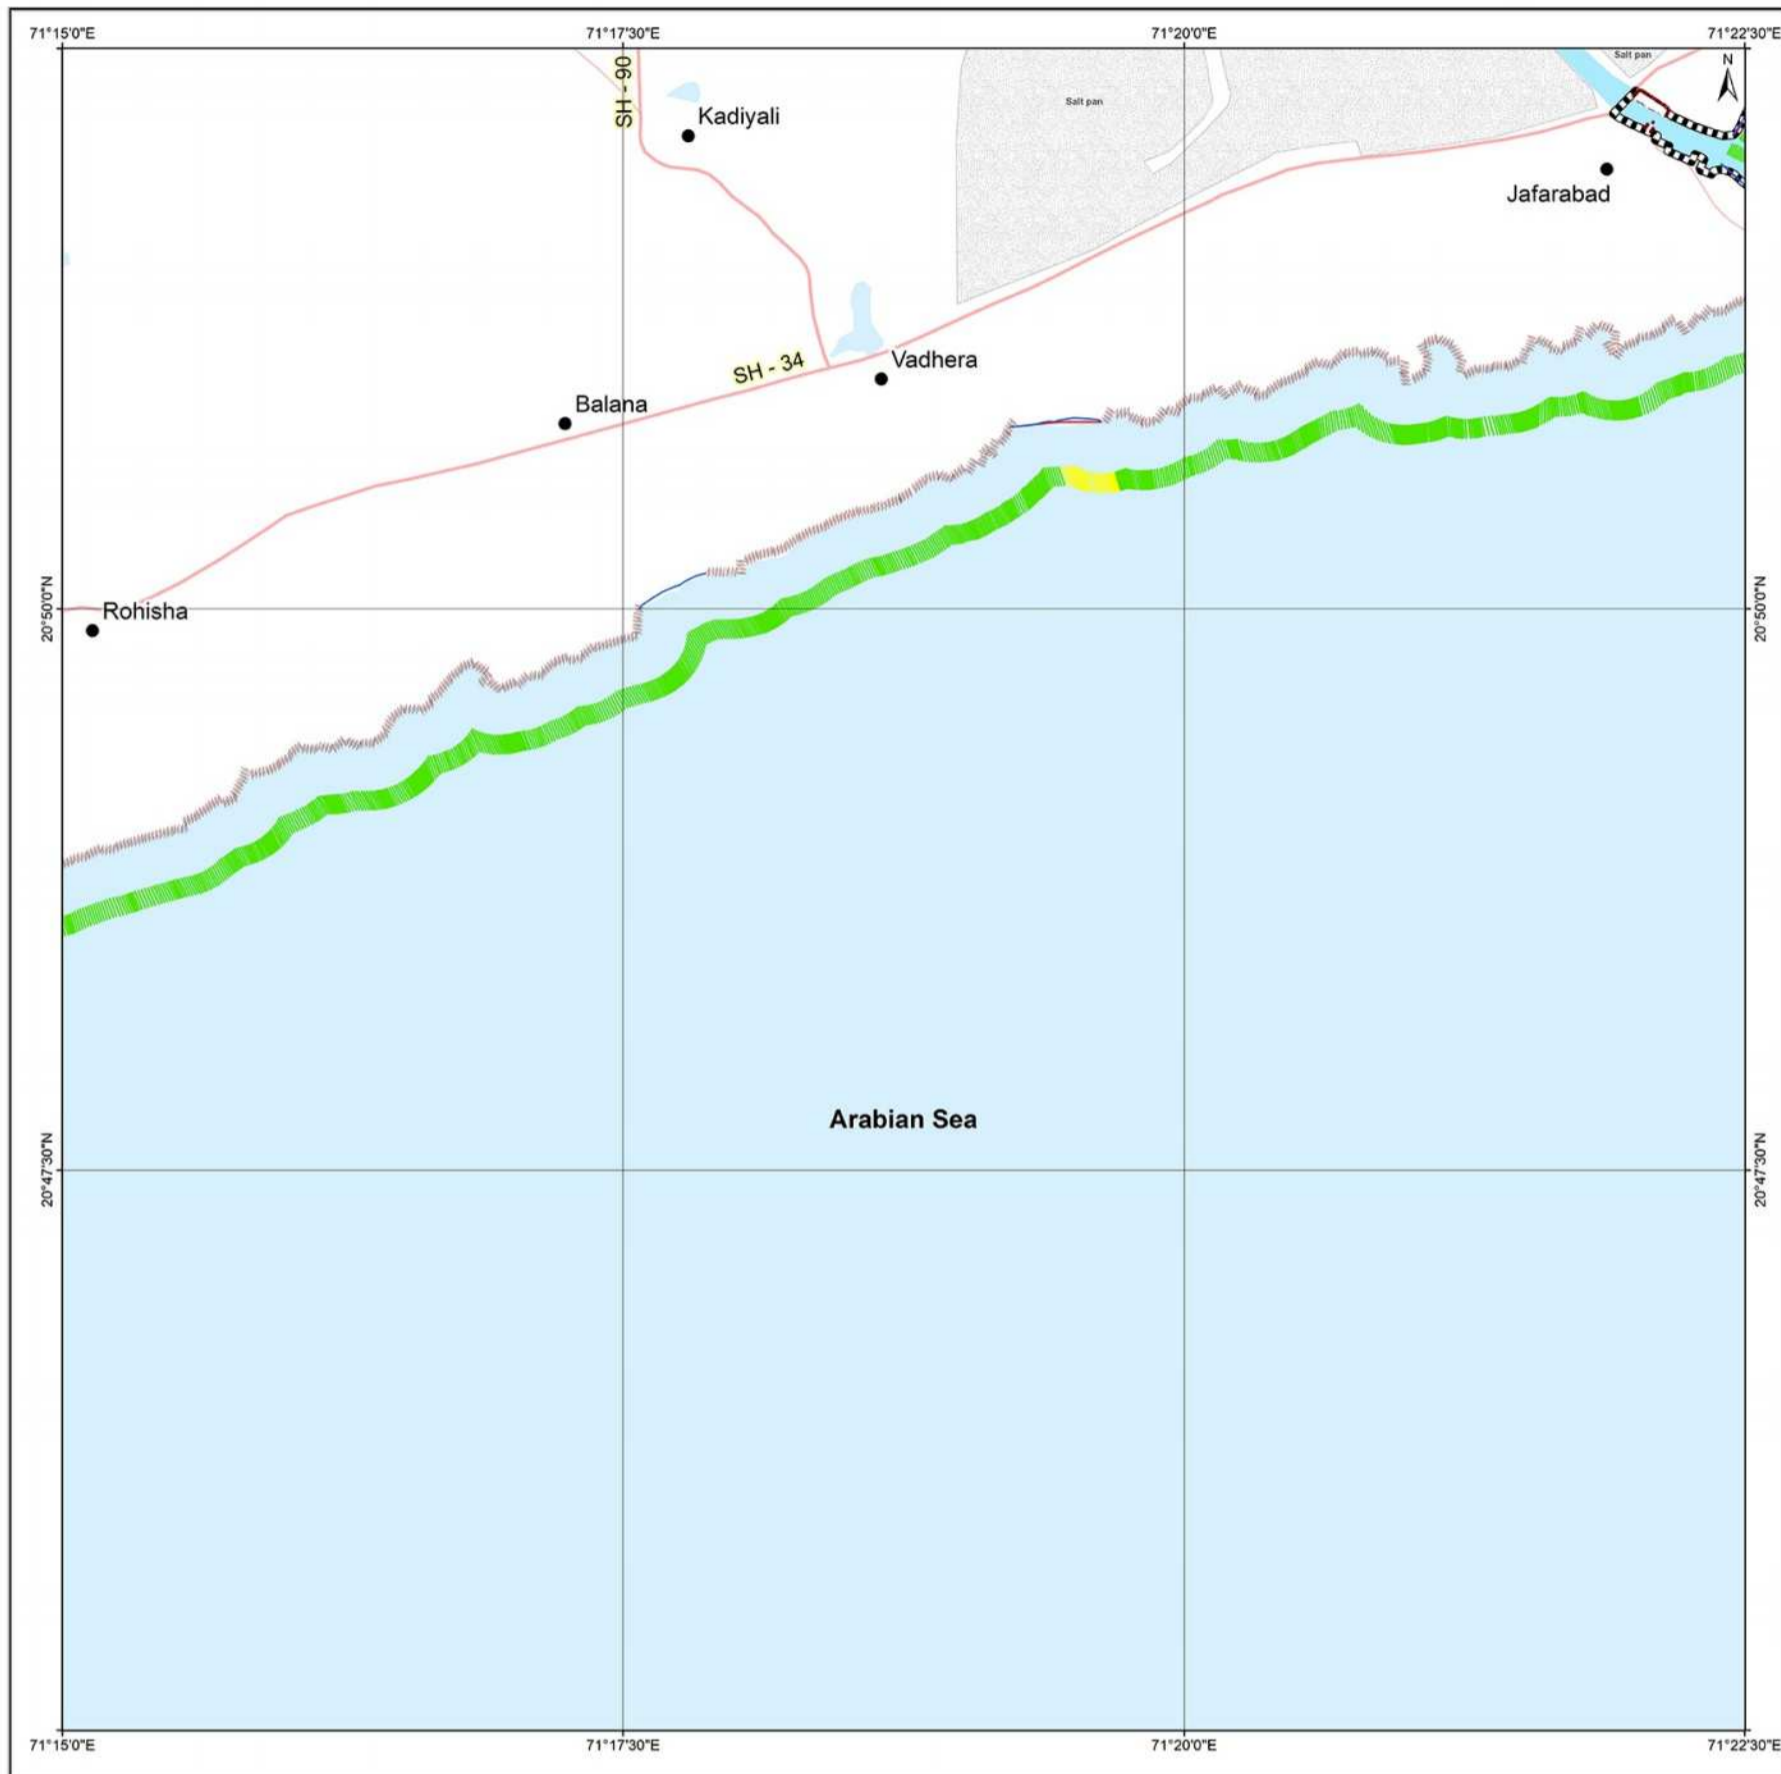 71°15'0"E
71°17'30"E
71°20'0"E
71°22'30"E
Salt pan
N
SH - 90
Kadiyali
Salt pan
Jafarabad
Vadhera
SH - 34
Balana
20°50'0"N
Rohisha
20°50'0"N
Arabian Sea
20°47'30"N
20°47'30"N
71°15'0"E
71°17'30"E
71°20'0"E
71°22'30"E